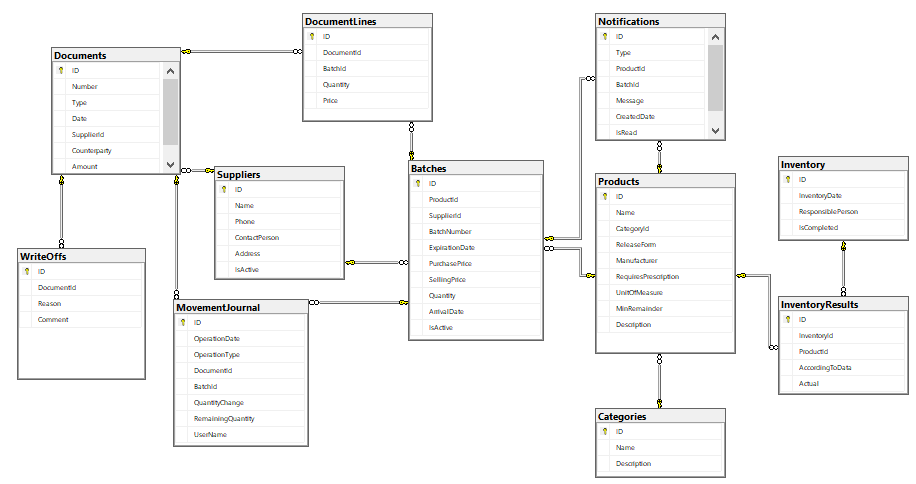 DocumentLines
ID
DocumentId
BatchId
Quantity
Price
Notifications
ID
Type
ProductId
BatchId
Message
CreatedDate
IsRead
Documents
ID
Number
Type
Date
SupplierId
Counterparty
Amount
Suppliers
ID
Name
Phone
ContactPerson
Address
IsActive
Batches
ID
ProductId
SupplierId
BatchNumber
ExpirationDate
PurchasePrice
SellingPrice
Quantity
ArrivalDate
IsActive
Products
ID
Name
CategoryId
ReleaseForm
Manufacturer
RequiresPrescription
UnitOfMeasure
MinRemainder
Description
Inventory
ID
InventoryDate
ResponsiblePerson
IsCompleted
WriteOffs
ID
DocumentId
Reason
Comment
MovementJournal
ID
OperationDate
OperationType
DocumentId
BatchId
QuantityChange
RemainingQuantity
UserName
InventoryResults
ID
InventoryId
ProductId
AccordingToData
Actual
Categories
ID
Name
Description